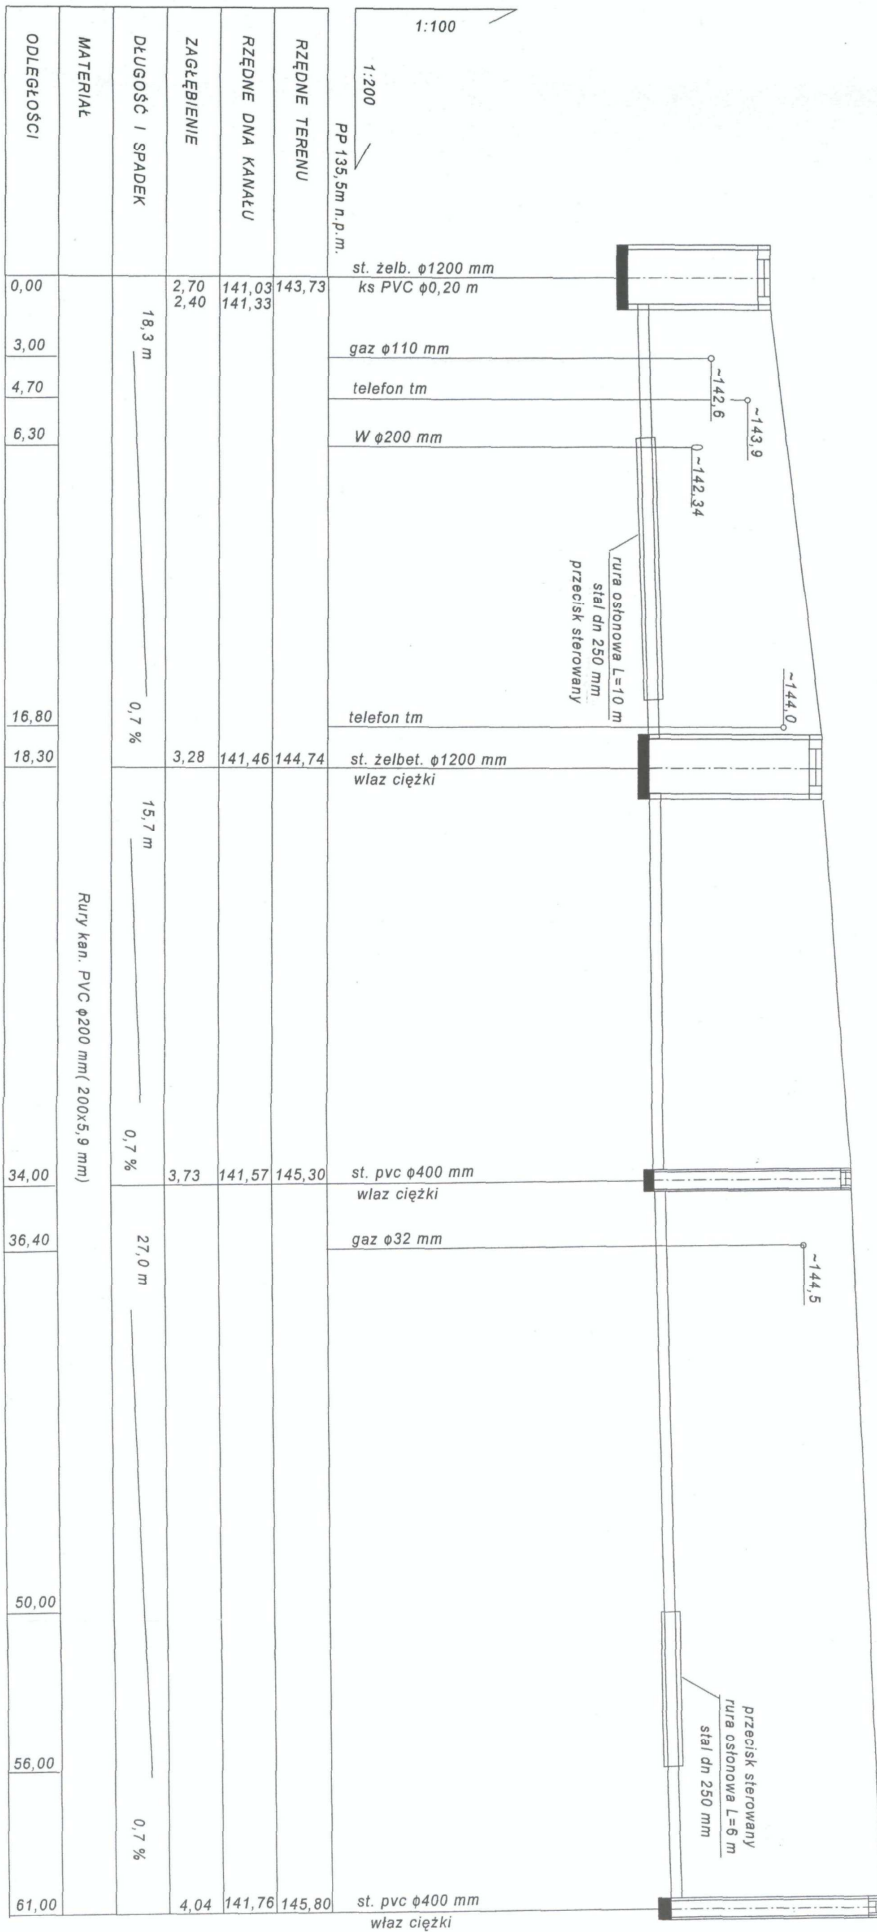 1:100
1:200
PP 135,5m n.p.m.
RZĘDNE TERENU
RZĘDNE DNA KANAŁU
ZAGŁĘBIENIE
DŁUGOŚĆ I SPADEK
MATERIAŁ
ODLEGŁOŚCI
0,00
2,70 141,03 143,73
2,40 141,33
st. żelb. φ1200 mm
ks PVC φ0,20 m
18,3 m
3,00
gaz φ110 mm
~142,6
4,70
telefon tm
~143,9
6,30
W φ200 mm
~142,34
rura osłonowa L=10 m
stal dn 250 mm
przecisk sterowany
16,80
0,7 %
telefon tm
~144,0
18,30
3,28 141,46 144,74
st. żelbet. φ1200 mm
wlaz ciężki
15,7 m
Rury kan. PVC φ200 mm( 200x5,9 mm)
0,7 %
34,00
3,73 141,57 145,30
st. pvc φ400 mm
wlaz ciężki
36,40
27,0 m
gaz φ32 mm
~144,5
50,00
56,00
przecisk sterowany
rura osłonowa L=6 m
stal dn 250 mm
0,7 %
61,00
4,04 141,76 145,80
st. pvc φ400 mm
właz ciężki